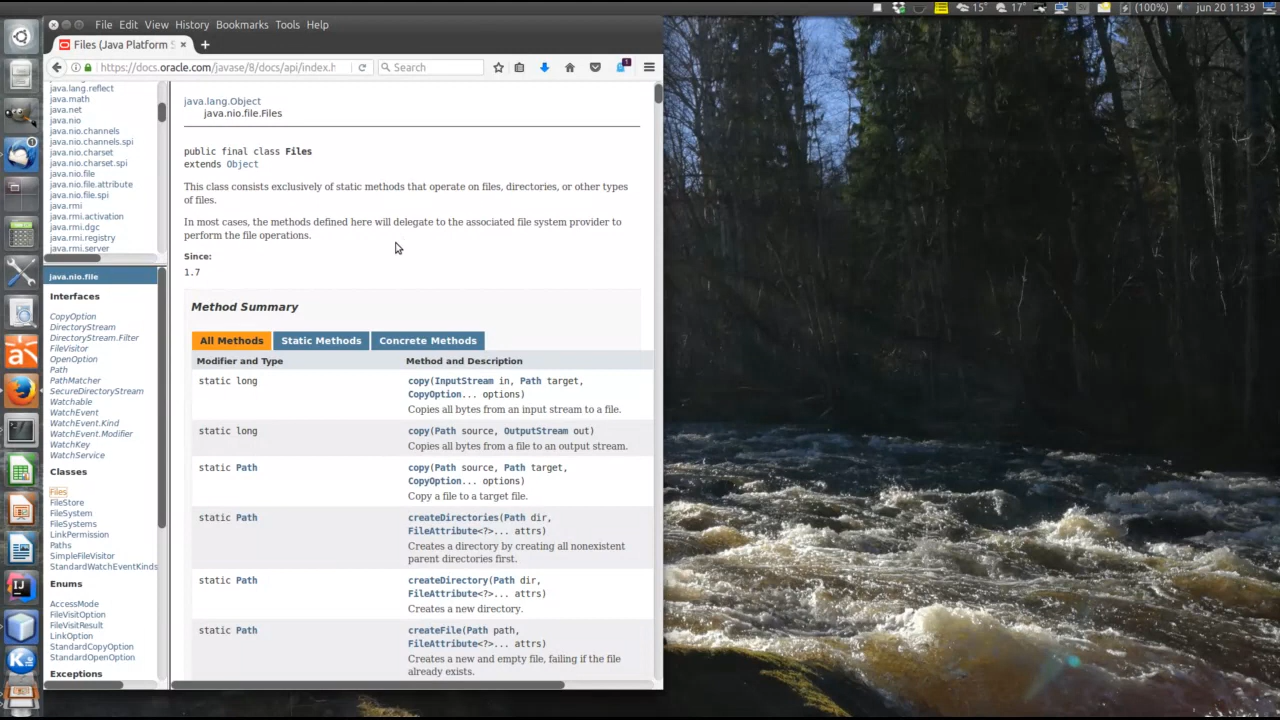 File Edit View History Bookmarks Tools Help
15° 17° (100%) jun 20 11:39
Files (Java Platform S
https://docs.oracle.com/javase/8/docs/api/index.h
Search
1
java.lang.reflect
java.math
java.net
java.nio
java.nio.channels
java.nio.channels.spi
java.nio.charset
java.nio.charset.spi
java.nio.file
java.nio.file.attribute
java.nio.file.spi
java.rmi
java.rmi.activation
java.rmi.dgc
java.rmi.registry
java.rmi.server
java.nio.file
Interfaces
CopyOption
DirectoryStream
DirectoryStream.Filter
FileVisitor
OpenOption
Path
PathMatcher
SecureDirectoryStream
Watchable
WatchEvent
WatchEvent.Kind
WatchEvent.Modifier
WatchKey
WatchService
Classes
Files
FileStore
FileSystem
FileSystems
LinkPermission
Paths
SimpleFileVisitor
StandardWatchEventKinds
Enums
AccessMode
FileVisitOption
FileVisitResult
LinkOption
StandardCopyOption
StandardOpenOption
Exceptions
java.lang.Object
java.nio.file.Files
public final class Files
extends Object
This class consists exclusively of static methods that operate on files, directories, or other types
of files.
In most cases, the methods defined here will delegate to the associated file system provider to
perform the file operations.
Since:
1.7
Method Summary
All Methods Static Methods Concrete Methods
Modifier and Type Method and Description
static long copy(InputStream in, Path target,
CopyOption... options)
Copies all bytes from an input stream to a file.
static long copy(Path source, OutputStream out)
Copies all bytes from a file to an output stream.
static Path copy(Path source, Path target,
CopyOption... options)
Copy a file to a target file.
static Path createDirectories(Path dir,
FileAttribute<?>... attrs)
Creates a directory by creating all nonexistent
parent directories first.
static Path createDirectory(Path dir,
FileAttribute<?>... attrs)
Creates a new directory.
static Path createFile(Path path,
FileAttribute<?>... attrs)
Creates a new and empty file, failing if the file
already exists.